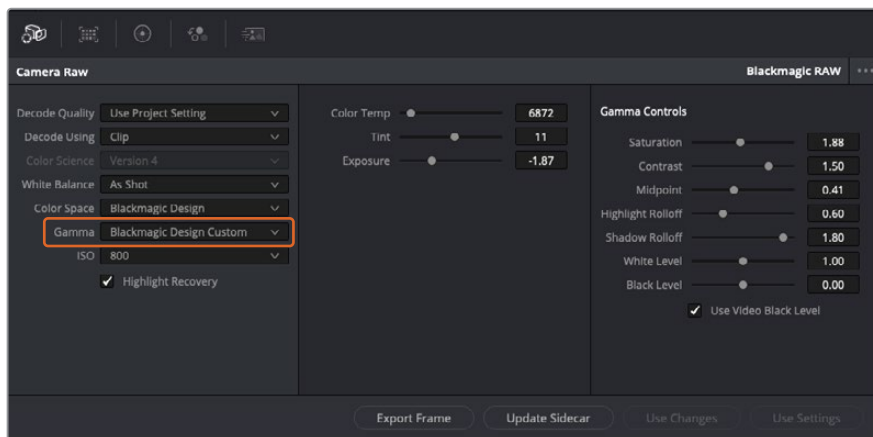 Camera Raw
Blackmagic RAW
Decode Quality Use Project Setting
Decode Using Clip
Color Science Version 4
White Balance As Shot
Color Space Blackmagic Design
Gamma Blackmagic Design Custom
ISO 800
Highlight Recovery
Color Temp 6872
Tint 11
Exposure -1.87
Gamma Controls
Saturation 1.88
Contrast 1.50
Midpoint 0.41
Highlight Rolloff 0.60
Shadow Rolloff 1.80
White Level 1.00
Black Level 0.00
Use Video Black Level
Export Frame
Update Sidecar
Use Changes
Use Settings